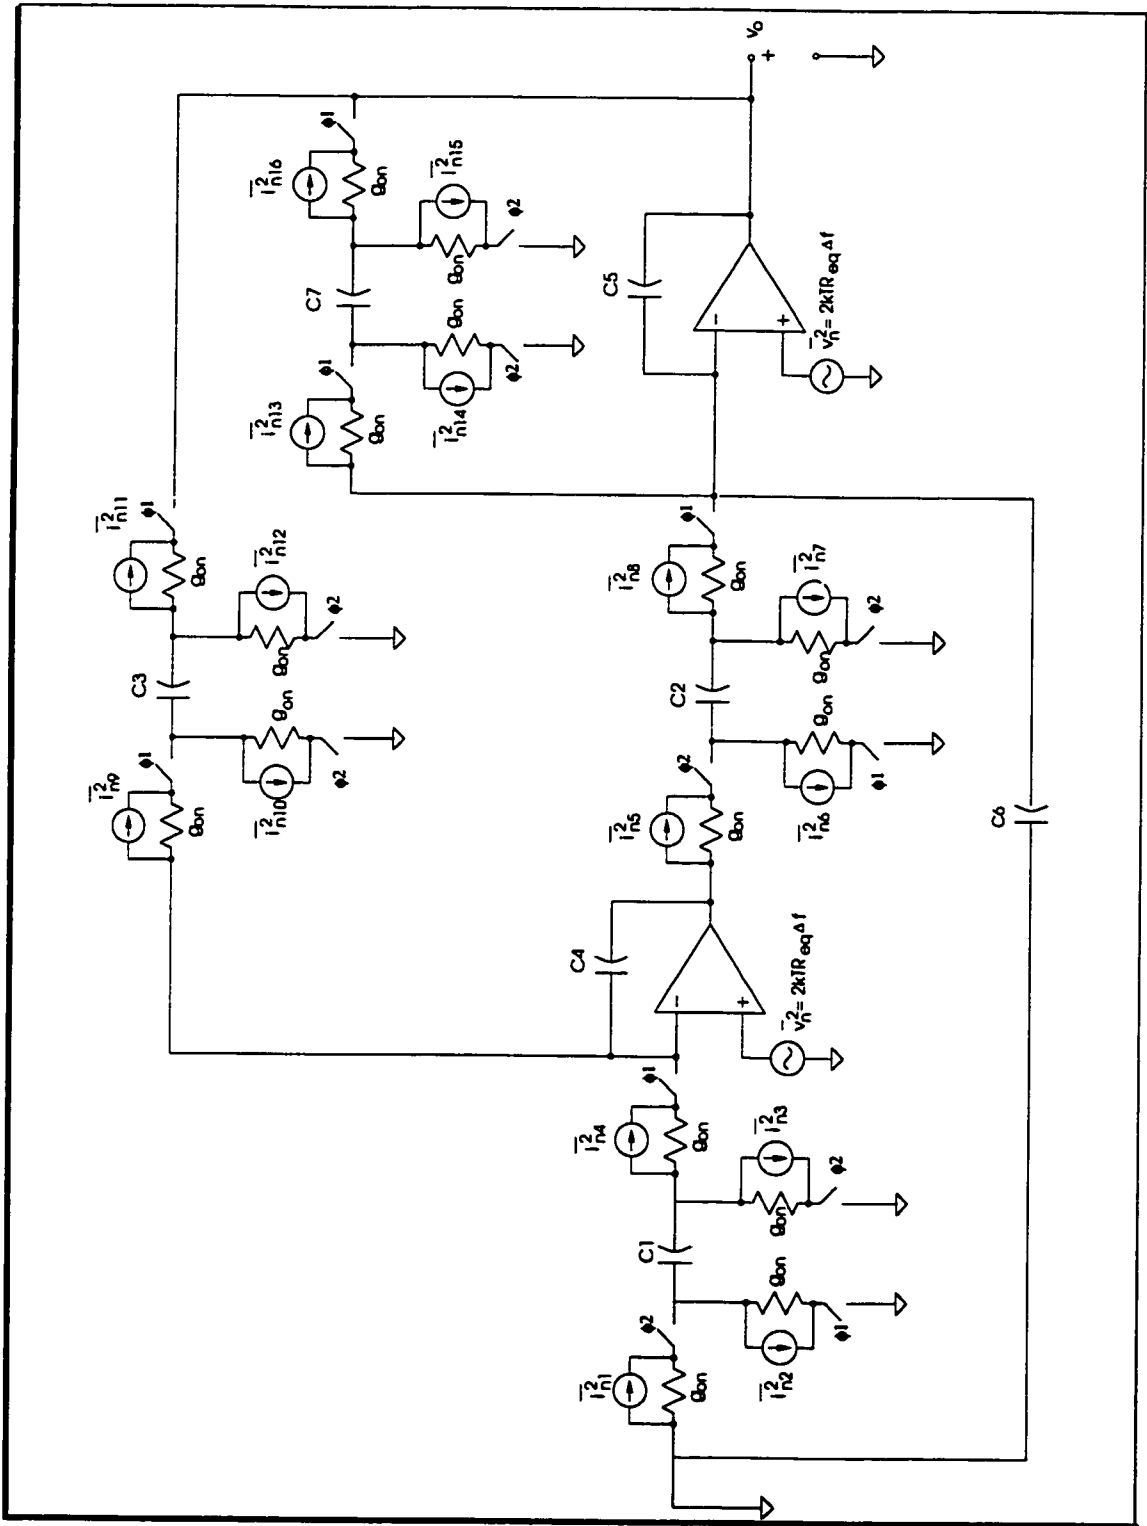 i²n9
i²n11
gon
φ1
C3
gon
φ1
i²n10
gon
φ2
gon
i²n12
φ2
i²n13
i²n16
gon
φ1
C7
gon
φ1
i²n14
gon
φ2
gon
i²n15
φ2
i²n1
gon
φ2
C1
i²n4
gon
φ1
i²n2
gon
φ1
gon
i²n3
φ2
C4
−
+
v²n = 2kTReqΔf
i²n5
gon
φ2
C2
i²n8
gon
φ1
i²n6
gon
φ1
gon
i²n7
φ2
C5
−
+
v²n = 2kTReqΔf
vo
+
C6